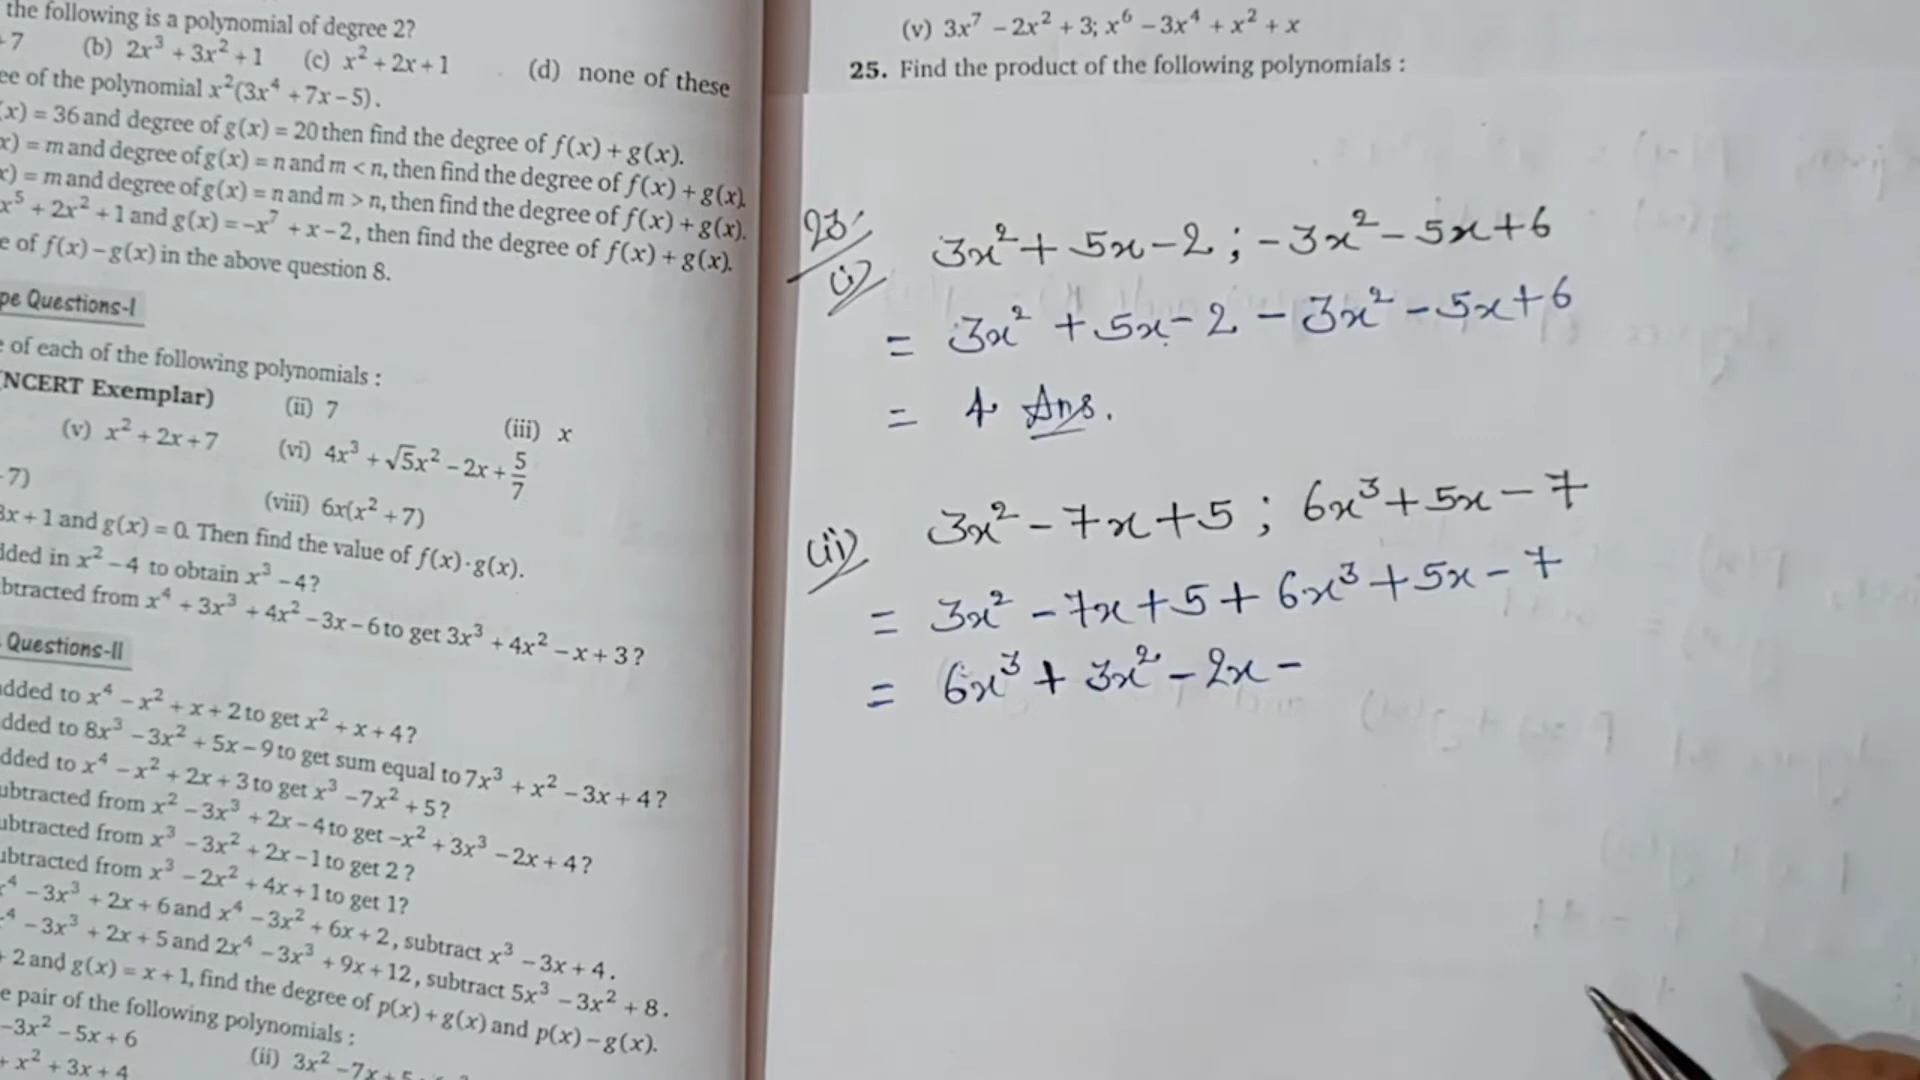 the following is a polynomial of degree 2?
7 (b) 2x³ + 3x² + 1 (c) x² + 2x + 1 (d) none of these
ee of the polynomial x²(3x⁴ + 7x – 5).
(x) = 36 and degree of g(x) = 20 then find the degree of f(x) + g(x).
x) = m and degree of g(x) = n and m < n, then find the degree of f(x) + g(x).
x) = m and degree of g(x) = n and m > n, then find the degree of f(x) + g(x).
x⁵ + 2x² + 1 and g(x) = –x⁷ + x – 2, then find the degree of f(x) + g(x).
e of f(x) – g(x) in the above question 8.
pe Questions-I
e of each of the following polynomials :
(NCERT Exemplar) (ii) 7 (iii) x
(v) x² + 2x + 7 (vi) 4x³ + √5x² – 2x + 5/7
-7) (viii) 6x(x² + 7)
3x + 1 and g(x) = 0. Then find the value of f(x)·g(x).
dded in x² – 4 to obtain x³ – 4?
btracted from x⁴ + 3x³ + 4x² – 3x – 6 to get 3x³ + 4x² – x + 3?
Questions-II
added to x⁴ – x² + x + 2 to get x² + x + 4?
dded to 8x³ – 3x² + 5x – 9 to get sum equal to 7x³ + x² – 3x + 4?
dded to x⁴ – x² + 2x + 3 to get x³ – 7x² + 5?
ubtracted from x² – 3x³ + 2x – 4 to get –x² + 3x³ – 2x + 4?
ubtracted from x³ – 3x² + 2x – 1 to get 2?
ubtracted from x³ – 2x² + 4x + 1 to get 1?
x⁴ – 3x³ + 2x + 6 and x⁴ – 3x² + 6x + 2, subtract x³ – 3x + 4.
⁴ – 3x³ + 2x + 5 and 2x⁴ – 3x³ + 9x + 12, subtract 5x³ – 3x² + 8.
+ 2 and g(x) = x + 1, find the degree of p(x) + g(x) and p(x) – g(x).
e pair of the following polynomials :
–3x² – 5x + 6 (ii) 3x² – 7x + 5
+ x² + 3x + 4
(v) 3x⁷ – 2x² + 3; x⁶ – 3x⁴ + x² + x
25. Find the product of the following polynomials :
23.
(i) 3x² + 5x – 2 ; – 3x² – 5x + 6
= 3x² + 5x – 2 – 3x² – 5x + 6
= 4 Ans.
(ii) 3x² – 7x + 5 ; 6x³ + 5x – 7
= 3x² – 7x + 5 + 6x³ + 5x – 7
= 6x³ + 3x² – 2x –